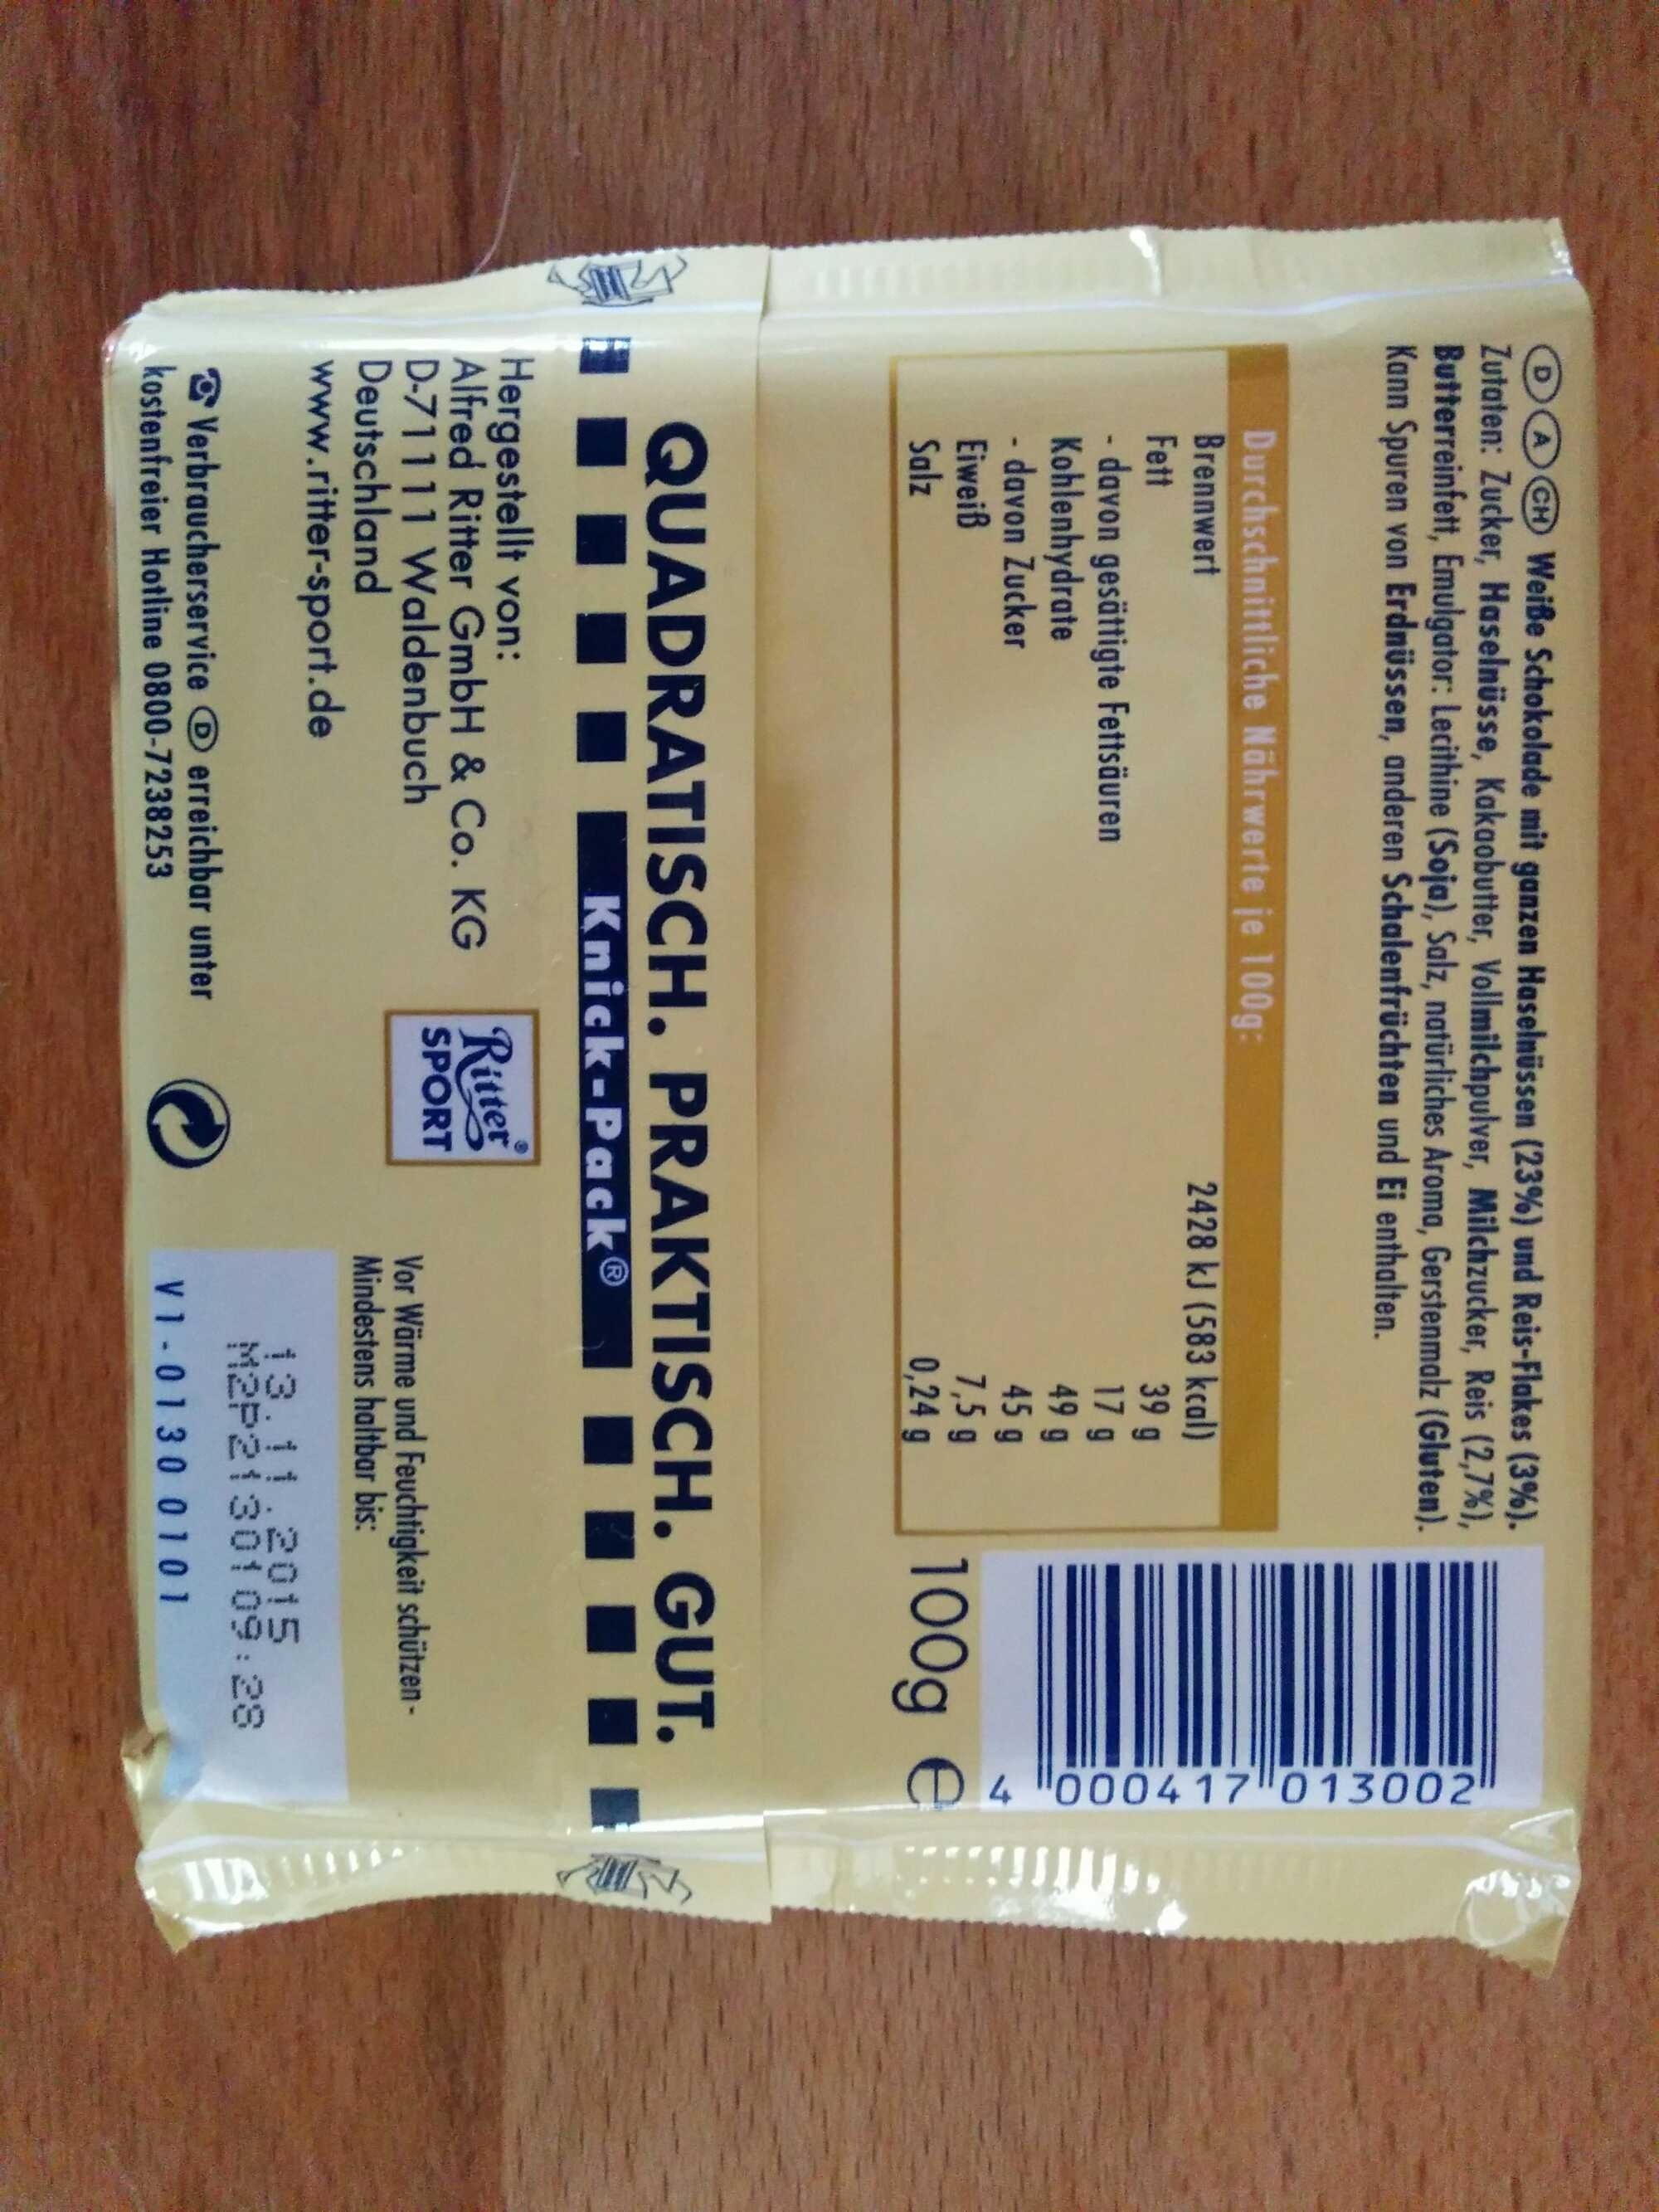 D A CH Weiße Schokolade mit ganzen Haselnüssen (23%) und Reis-Flakes (3%).
Zutaten: Zucker, Haselnüsse, Kakaobutter, Vollmilchpulver, Milchzucker, Reis (2,7%),
Butterreinfett, Emulgator: Lecithine (Soja), Salz, natürliches Aroma, Gerstenmalz (Gluten).
Kann Spuren von Erdnüssen, anderen Schalenfrüchten und Ei enthalten.
Durchschnittliche Nährwerte je 100g:
Brennwert 2428 kJ (583 kcal)
Fett 39 g
- davon gesättigte Fettsäuren 17 g
Kohlenhydrate 49 g
- davon Zucker 45 g
Eiweiß 7,5 g
Salz 0,24 g
4 000417 013002
100g ℮
QUADRATISCH. PRAKTISCH. GUT.
Knick-Pack®
Hergestellt von:
Alfred Ritter GmbH & Co. KG
D-71111 Waldenbuch
Deutschland
www.ritter-sport.de
Ritter®
SPORT
Verbraucherservice D erreichbar unter
kostenfreier Hotline 0800-7238253
Vor Wärme und Feuchtigkeit schützen -
Mindestens haltbar bis:
13.11.2015
M2P2130109:28
V1-01300101